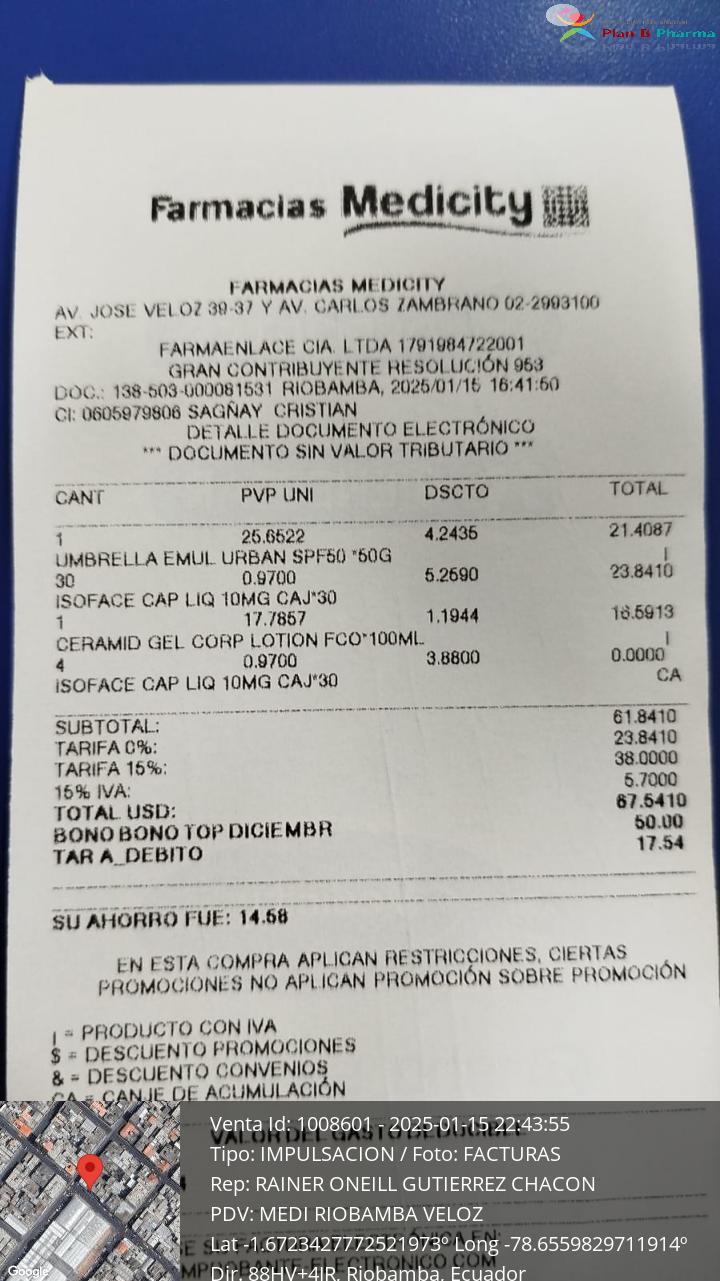 Plan B Pharma
Farmacias Medicity
FARMACIAS MEDICITY
AV. JOSE VELOZ 39-37 Y AV. CARLOS ZAMBRANO 02-2993100
EXT:
FARMAENLACE CIA. LTDA 1791984722001
GRAN CONTRIBUYENTE RESOLUCIÓN 953
DOC.: 138-503-000081531 RIOBAMBA, 2025/01/15 16:41:50
CI: 0605979806 SAGÑAY CRISTIAN
DETALLE DOCUMENTO ELECTRÓNICO
*** DOCUMENTO SIN VALOR TRIBUTARIO ***
CANT PVP UNI DSCTO TOTAL
1 25.6522 4.2435 21.4087
UMBRELLA EMUL URBAN SPF50 *50G I
30 0.9700 5.2590 23.8410
ISOFACE CAP LIQ 10MG CAJ*30
1 17.7857 1.1944 16.5913
CERAMID GEL CORP LOTION FCO*100ML I
4 0.9700 3.8800 0.0000
ISOFACE CAP LIQ 10MG CAJ*30 CA
SUBTOTAL: 61.8410
TARIFA 0%: 23.8410
TARIFA 15%: 38.0000
15% IVA: 5.7000
TOTAL USD: 67.5410
BONO BONO TOP DICIEMBR 50.00
TAR A_DEBITO 17.54
SU AHORRO FUE: 14.58
EN ESTA COMPRA APLICAN RESTRICCIONES, CIERTAS
PROMOCIONES NO APLICAN PROMOCIÓN SOBRE PROMOCIÓN
I = PRODUCTO CON IVA
$ = DESCUENTO PROMOCIONES
& = DESCUENTO CONVENIOS
CA = CANJE DE ACUMULACIÓN
VALOR DEL GASTO DEDUCIBLE:
Venta Id: 1008601 - 2025-01-15 22:43:55
Tipo: IMPULSACION / Foto: FACTURAS
Rep: RAINER ONEILL GUTIERREZ CHACON
PDV: MEDI RIOBAMBA VELOZ
Lat -1.6723427772521973º Long -78.6559829711914º
Dir. 88HV+4JR, Riobamba, Ecuador
Google